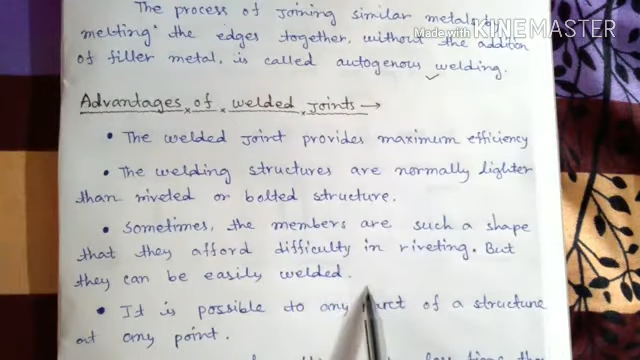 The process of joining similar metals by
Made with KINEMASTER
melting the edges together, without the addition
of filler metal, is called autogenous welding.
Advantages of welded joints →
• The welded joint provides maximum efficiency
• The welding structures are normally lighter
than riveted or bolted structure.
• Sometimes, the members are such a shape
that they afford difficulty in riveting. But
they can be easily welded.
• It is possible to any part of a structure
at any point.